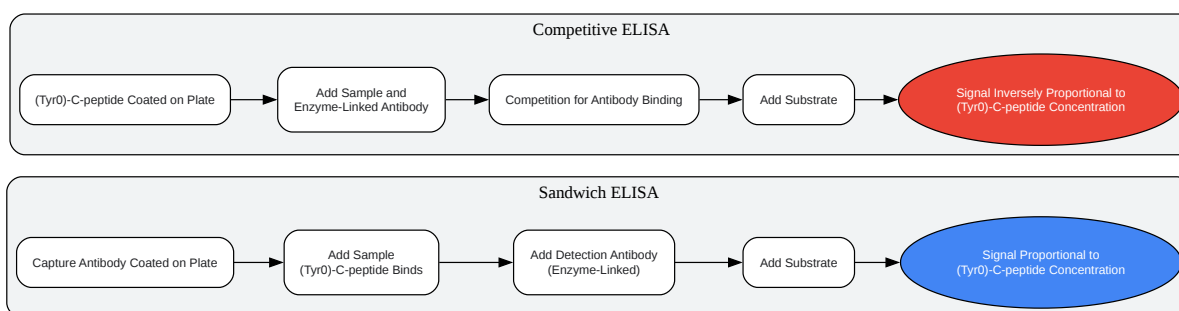 Competitive ELISA
(Tyr0)-C-peptide Coated on Plate
Add Sample and
Enzyme-Linked Antibody
Competition for Antibody Binding
Add Substrate
Signal Inversely Proportional to
(Tyr0)-C-peptide Concentration
Sandwich ELISA
Capture Antibody Coated on Plate
Add Sample
(Tyr0)-C-peptide Binds
Add Detection Antibody
(Enzyme-Linked)
Add Substrate
Signal Proportional to
(Tyr0)-C-peptide Concentration